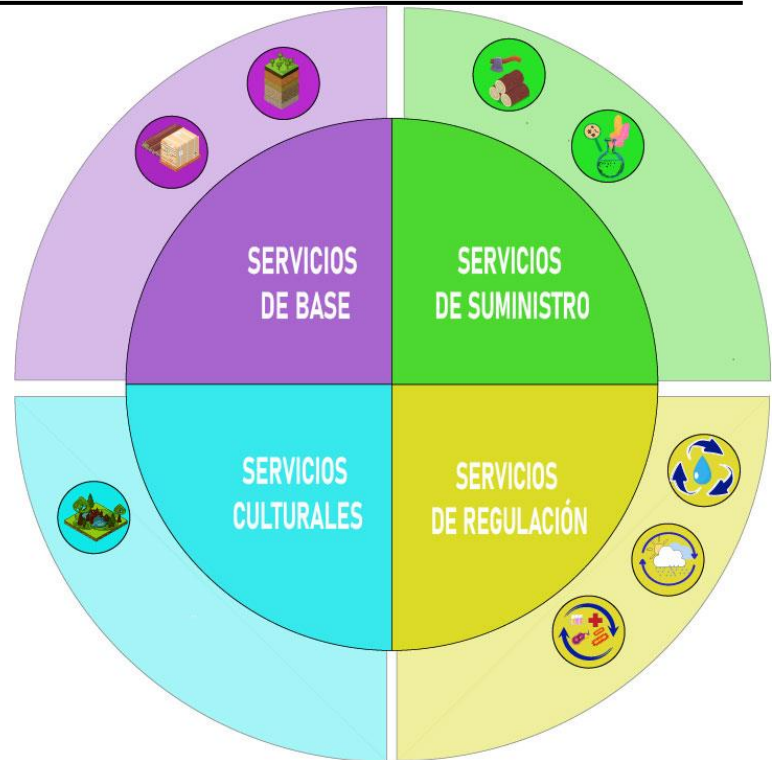 SERVICIOS
DE BASE
SERVICIOS
DE SUMINISTRO
SERVICIOS
CULTURALES
SERVICIOS
DE REGULACIÓN